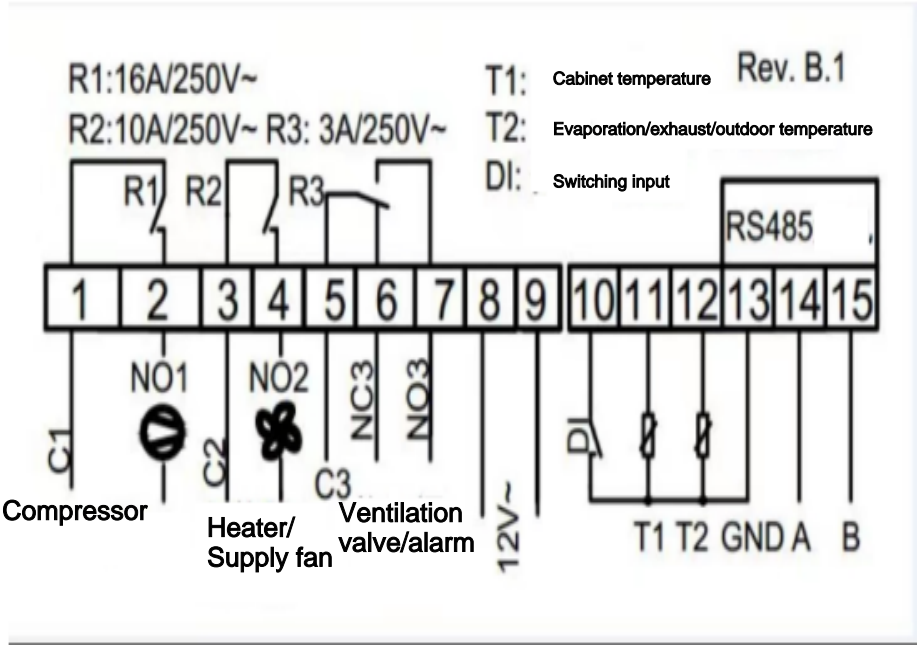 R1:16A/250V~
T1: Cabinet temperature Rev. B.1
R2:10A/250V~ R3: 3A/250V~
T2: Evaporation/exhaust/outdoor temperature
DI: Switching input
R1 R2 R3
RS485
1 2 3 4 5 6 7 8 9 10 11 12 13 14 15
NO1 NO2 NC3 NO3
C1 C2 DI
C3
Compressor
Heater/
Supply fan
Ventilation
valve/alarm
12V~
T1 T2 GND A B